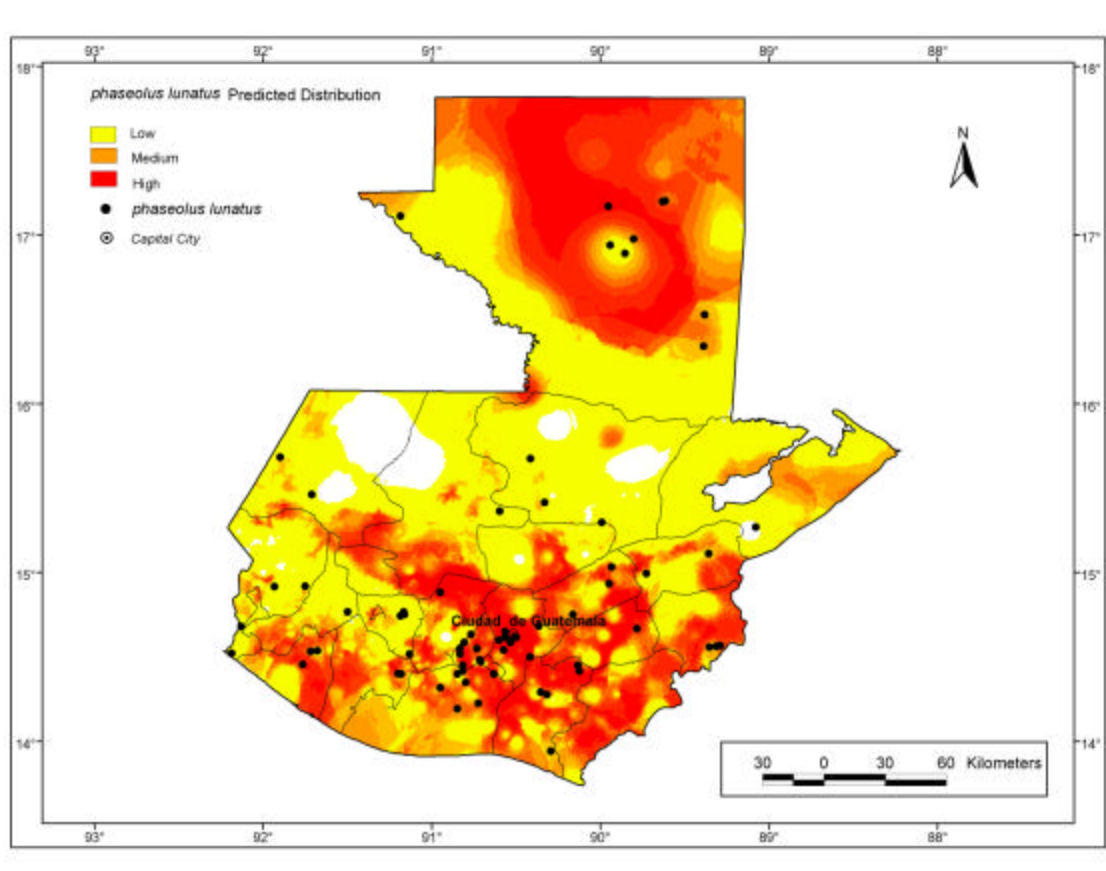 93° 92° 91° 90° 89° 88°
18° 18°
phaseolus lunatus Predicted Distribution
Low
Medium
High
phaseolus lunatus
Capital City
N
17° 17°
16° 16°
15° 15°
Ciudad de Guatemala
14° 14°
30 0 30 60 Kilometers
93° 92° 91° 90° 89° 88°